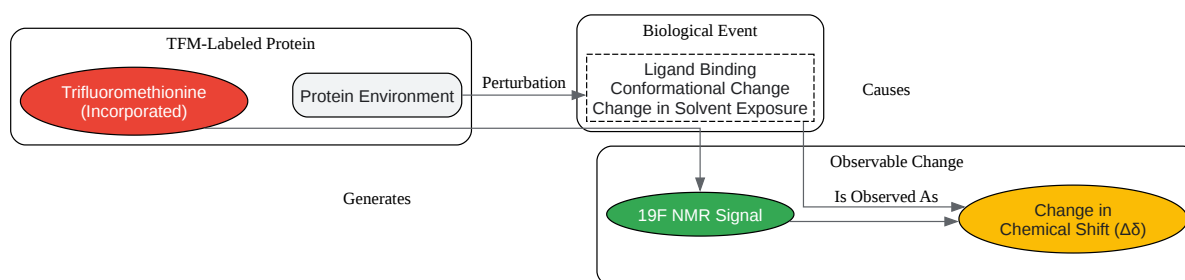 TFM-Labeled Protein
Trifluoromethionine
(Incorporated)
Protein Environment
Perturbation
Biological Event
Ligand Binding
Conformational Change
Change in Solvent Exposure
Causes
Generates
Observable Change
19F NMR Signal
Is Observed As
Change in
Chemical Shift (Δδ)